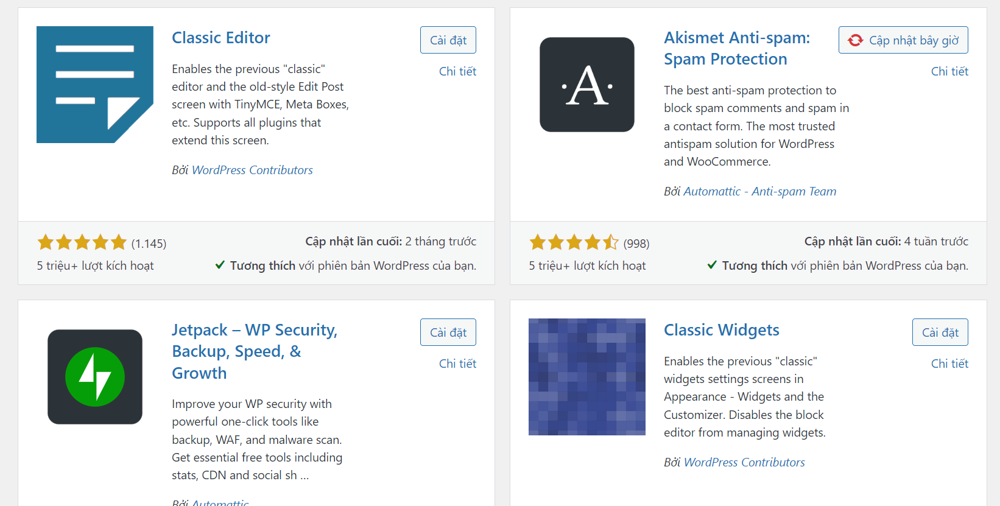 Classic Editor
Cài đặt
Chi tiết
Enables the previous "classic"
editor and the old-style Edit Post
screen with TinyMCE, Meta Boxes,
etc. Supports all plugins that
extend this screen.
Bởi WordPress Contributors
(1.145)
Cập nhật lần cuối: 2 tháng trước
5 triệu+ lượt kích hoạt
Tương thích với phiên bản WordPress của bạn.
A
Akismet Anti-spam:
Spam Protection
Cập nhật bây giờ
Chi tiết
The best anti-spam protection to
block spam comments and spam in
a contact form. The most trusted
antispam solution for WordPress
and WooCommerce.
Bởi Automattic - Anti-spam Team
(998)
Cập nhật lần cuối: 4 tuần trước
5 triệu+ lượt kích hoạt
Tương thích với phiên bản WordPress của bạn.
Jetpack – WP Security,
Backup, Speed, &
Growth
Cài đặt
Chi tiết
Improve your WP security with
powerful one-click tools like
backup, WAF, and malware scan.
Get essential free tools including
stats, CDN and social sh ...
Bởi Automattic
Classic Widgets
Cài đặt
Chi tiết
Enables the previous "classic"
widgets settings screens in
Appearance - Widgets and the
Customizer. Disables the block
editor from managing widgets.
Bởi WordPress Contributors